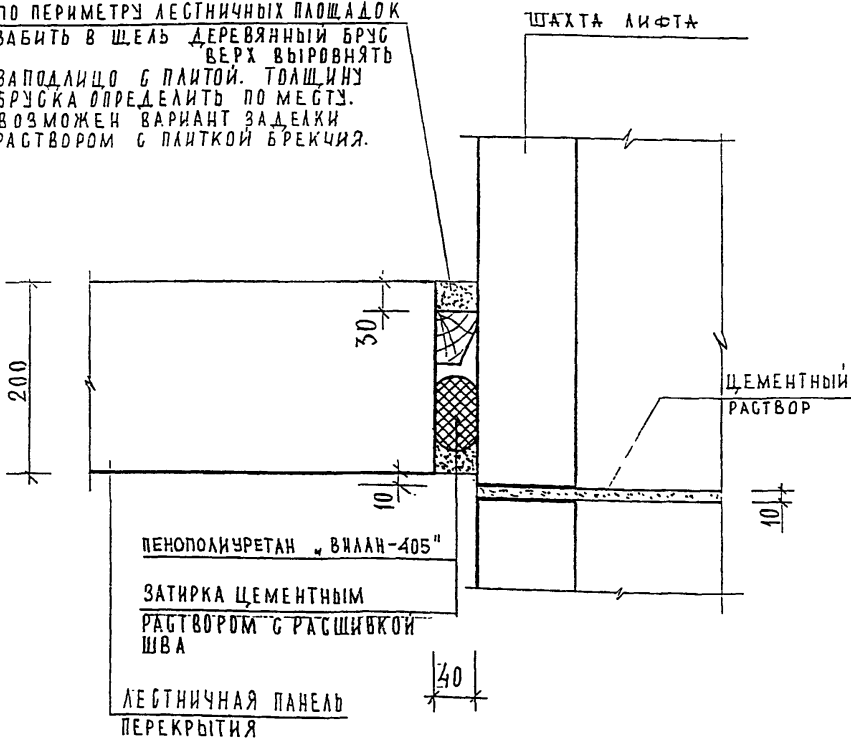 ПО ПЕРИМЕТРУ ЛЕСТНИЧНЫХ ПЛОЩАДОК
ЗАБИТЬ В ЩЕЛЬ ДЕРЕВЯННЫЙ БРУС
ВЕРХ ВЫРОВНЯТЬ
ЗАПОДЛИЦО С ПЛИТОЙ. ТОЛЩИНУ
БРУСКА ОПРЕДЕЛИТЬ ПО МЕСТУ.
ВОЗМОЖЕН ВАРИАНТ ЗАДЕЛКИ
РАСТВОРОМ С ПЛИТКОЙ БРЕКЧИЯ.
ШАХТА ЛИФТА
30
200
ЦЕМЕНТНЫЙ
РАСТВОР
10
10
ПЕНОПОЛИУРЕТАН „ВИЛАН-405"
ЗАТИРКА ЦЕМЕНТНЫМ
РАСТВОРОМ С РАСШИВКОЙ
ШВА
40
ЛЕСТНИЧНАЯ ПАНЕЛЬ
ПЕРЕКРЫТИЯ